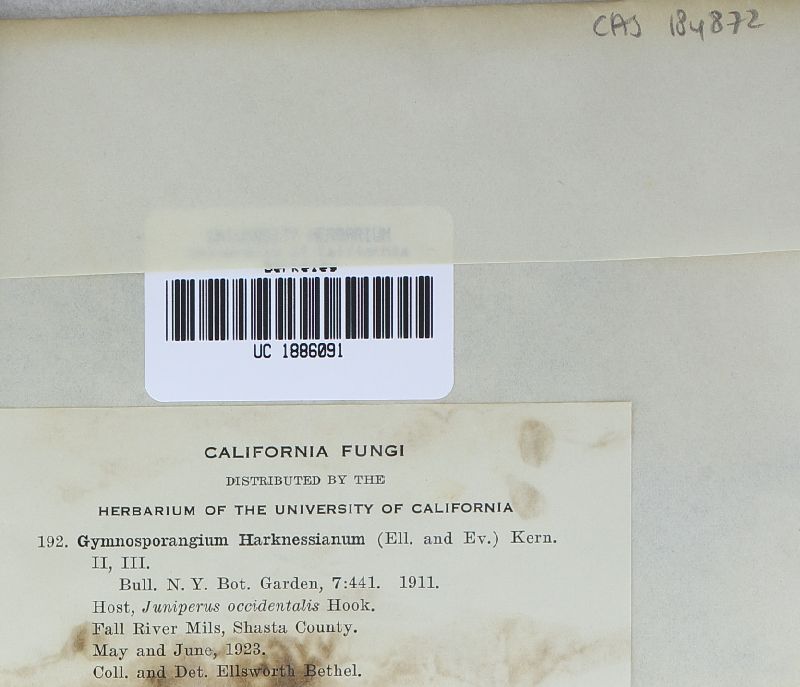 CAS 184872
UC 1886091
CALIFORNIA FUNGI
DISTRIBUTED BY THE
HERBARIUM OF THE UNIVERSITY OF CALIFORNIA
192. Gymnosporangium Harknessianum (Ell. and Ev.) Kern.
II, III.
Bull. N. Y. Bot. Garden, 7:441. 1911.
Host, Juniperus occidentalis Hook.
Fall River Mils, Shasta County.
May and June, 1923.
Coll. and Det. Ellsworth Bethel.